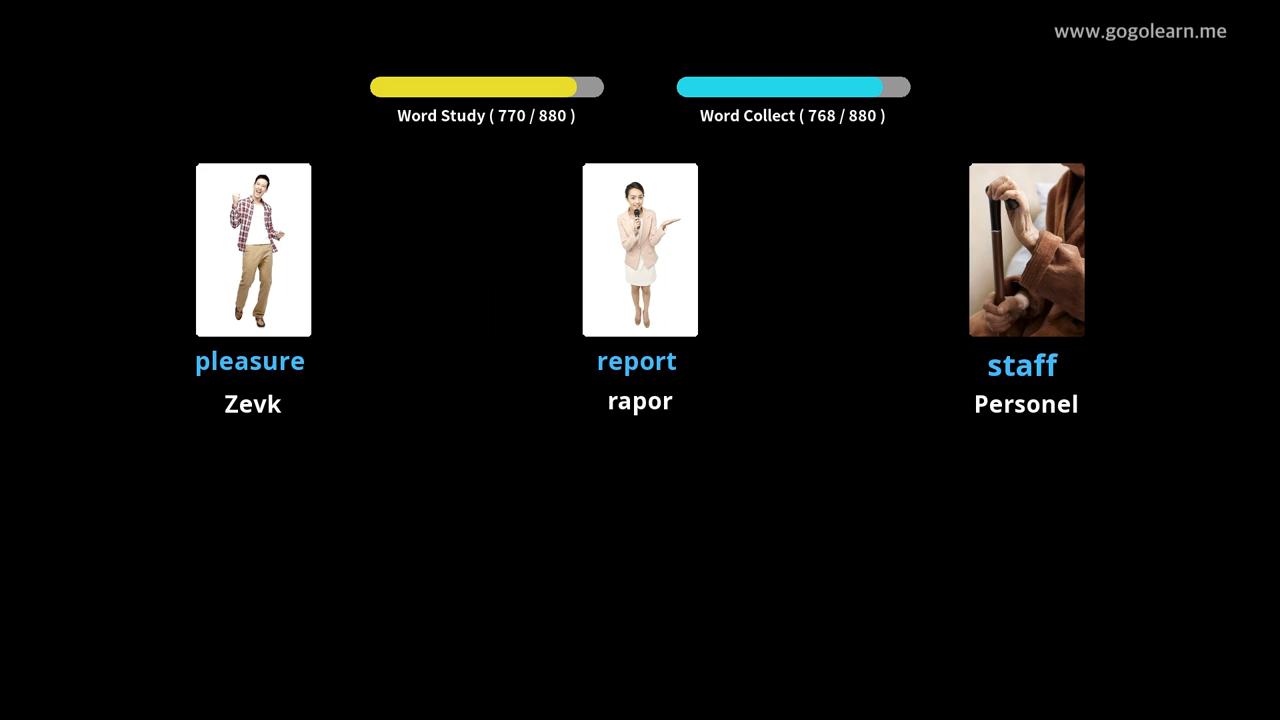 www.gogolearn.me
Word Study ( 770 / 880 )
Word Collect ( 768 / 880 )
pleasure
Zevk
report
rapor
staff
Personel